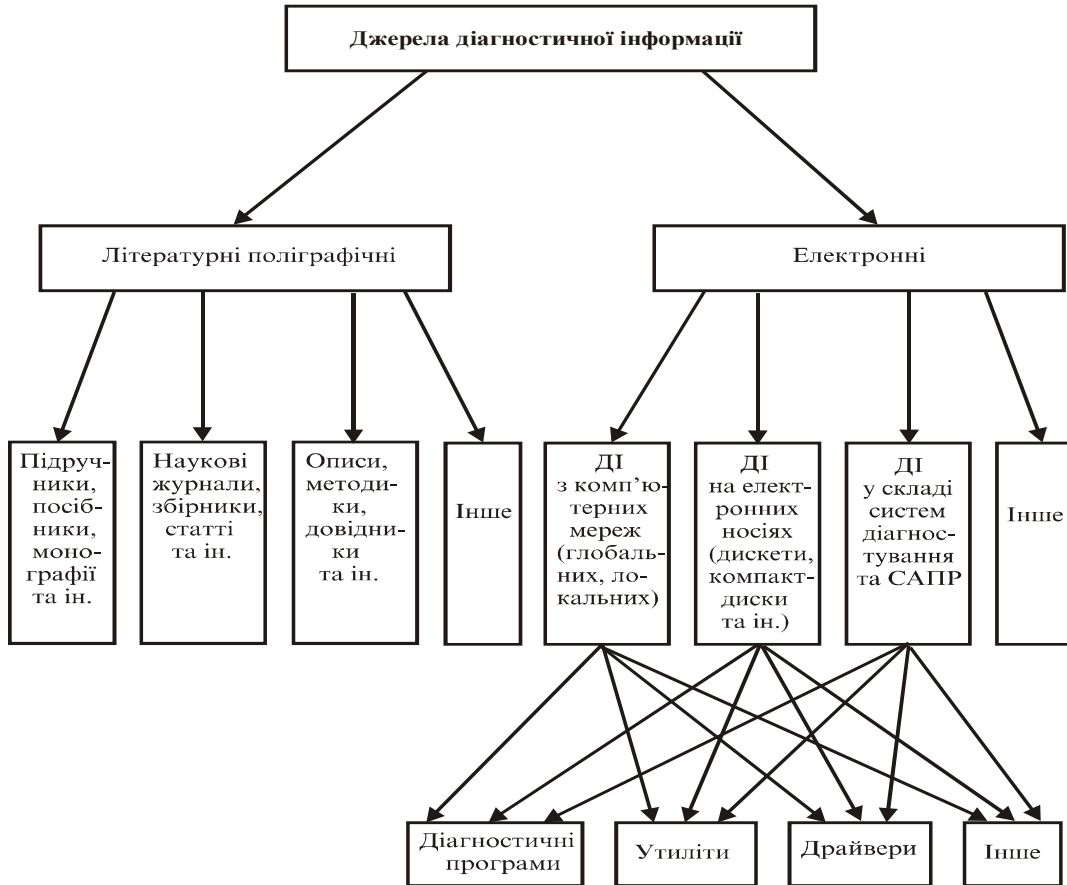 Джерела діагностичної інформації
Літературні поліграфічні
Електронні
Підруч-
ники,
посіб-
ники,
моно-
графії
та ін.
Наукові
журнали,
збірники,
статті
та ін.
Описи,
методи-
ки,
довідни-
ки
та ін.
Інше
ДІ
з комп’ю-
терних
мереж
(глобаль-
них, ло-
кальних)
ДІ
на елект-
ронних
носіях
(дискети,
компакт-
диски
та ін.)
ДІ
у складі
систем
діагнос-
тування
та САПР
Інше
Діагностичні
програми
Утиліти
Драйвери
Інше